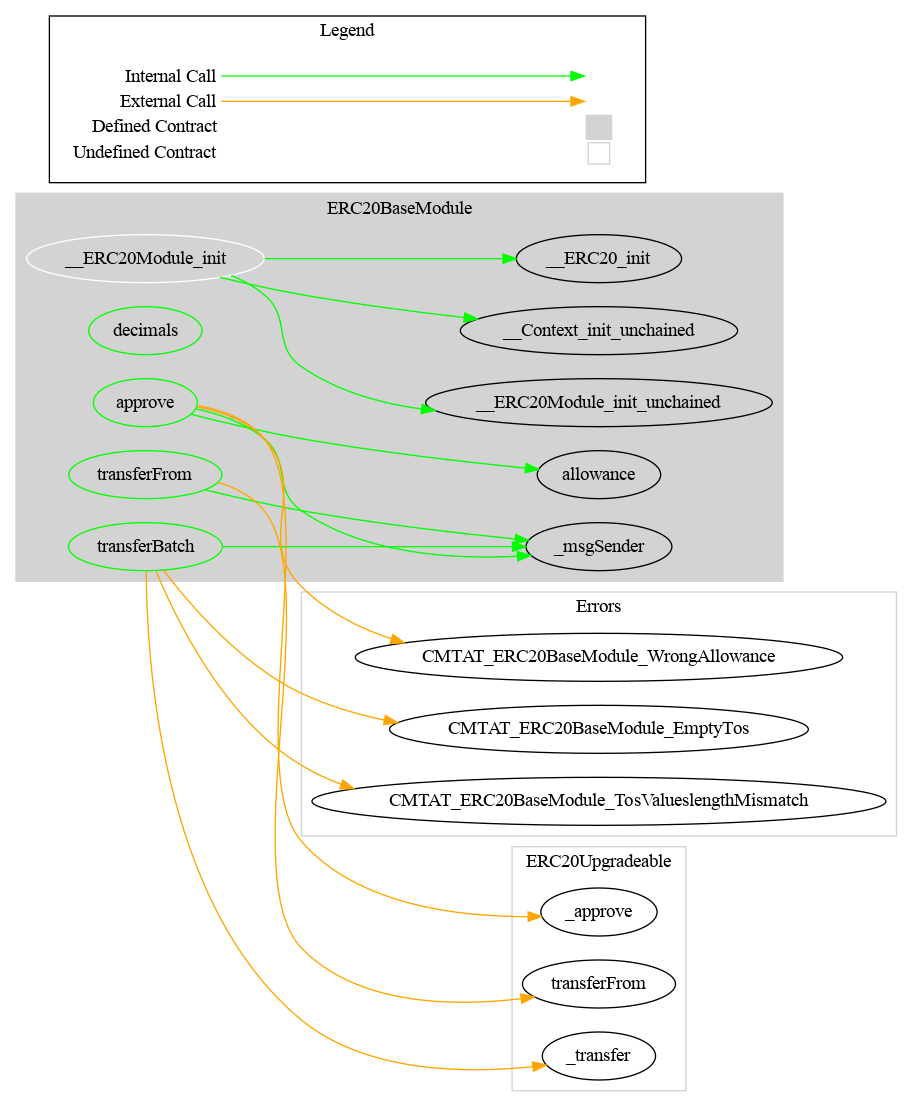 Legend
Internal Call
External Call
Defined Contract
Undefined Contract
ERC20BaseModule
__ERC20Module_init
__ERC20_init
decimals
__Context_init_unchained
approve
__ERC20Module_init_unchained
transferFrom
allowance
transferBatch
_msgSender
Errors
CMTAT_ERC20BaseModule_WrongAllowance
CMTAT_ERC20BaseModule_EmptyTos
CMTAT_ERC20BaseModule_TosValueslengthMismatch
ERC20Upgradeable
_approve
transferFrom
_transfer